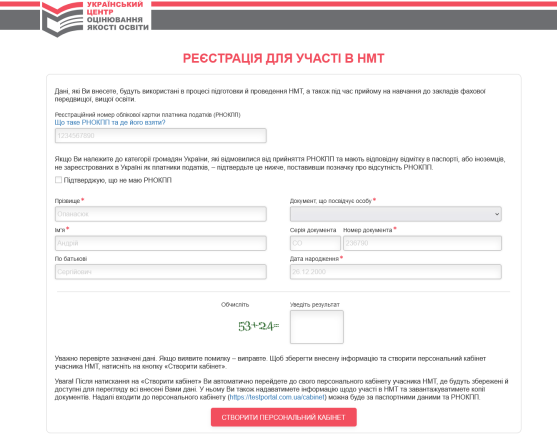 УКРАЇНСЬКИЙ
ЦЕНТР
ОЦІНЮВАННЯ
ЯКОСТІ ОСВІТИ
РЕЄСТРАЦІЯ ДЛЯ УЧАСТІ В НМТ
Дані, які Ви внесете, будуть використані в процесі підготовки й проведення НМТ, а також під час прийому на навчання до закладів фахової
передвищої, вищої освіти.
Реєстраційний номер облікової картки платника податків (РНОКПП)
Що таке РНОКПП та де його взяти?
1234567890
Якщо Ви належите до категорії громадян України, які відмовилися від прийняття РНОКПП та мають відповідну відмітку в паспорті, або іноземців,
не зареєстрованих в Україні як платники податків, – підтвердьте це нижче, поставивши позначку про відсутність РНОКПП.
Підтверджую, що не маю РНОКПП
Прізвище * Документ, що посвідчує особу *
Ім'я * Серія документа Номер документа *
Андрій СО 236780
По батькові Дата народження *
Сергійович 26.12.2000
Обчисліть Уведіть результат
53+24=
Уважно перевірте зазначені дані. Якщо виявите помилку – виправте. Щоб зберегти внесену інформацію та створити персональний кабінет
учасника НМТ, натисніть на кнопку «Створити кабінет».
Увага! Після натискання на «Створити кабінет» Ви автоматично перейдете до свого персонального кабінету учасника НМТ, де будуть збережені й
доступні для перегляду всі внесені Вами дані. У ньому Ви також надаватимете інформацію щодо участі в НМТ та завантажуватимете копії
документів. Надалі входити до персонального кабінету (https://testportal.com.ua/cabinet) можна буде за паспортними даними та РНОКПП.
СТВОРИТИ ПЕРСОНАЛЬНИЙ КАБІНЕТ